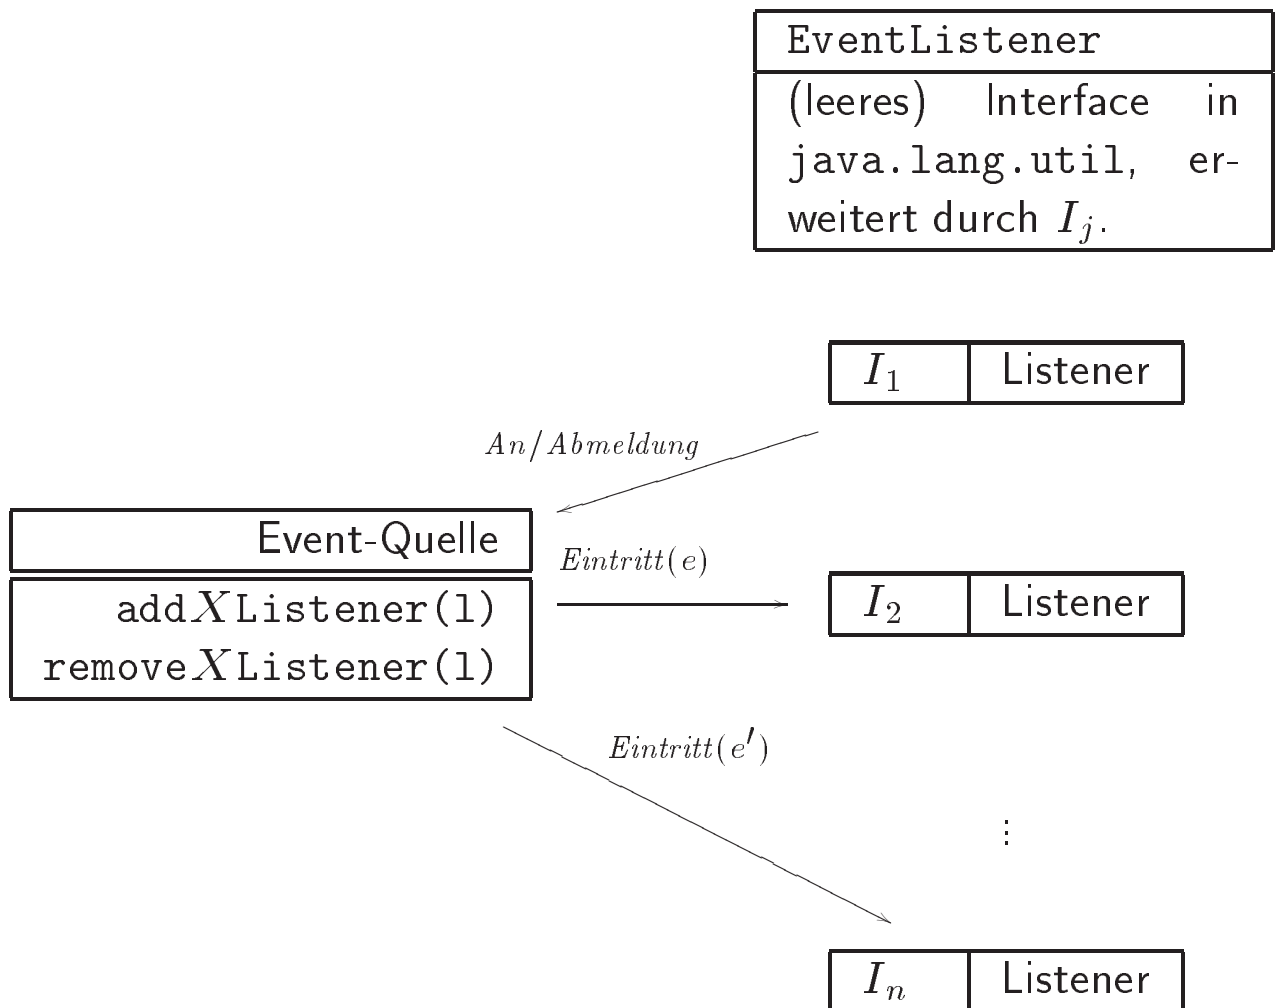 EventListener
(leeres) Interface in
java.lang.util, er-
weitert durch I_j.
I_1 Listener
An/Abmeldung
Event-Quelle
Eintritt(e)
addXListener(l)
I_2 Listener
removeXListener(l)
Eintritt(e′)
⋮
I_n Listener